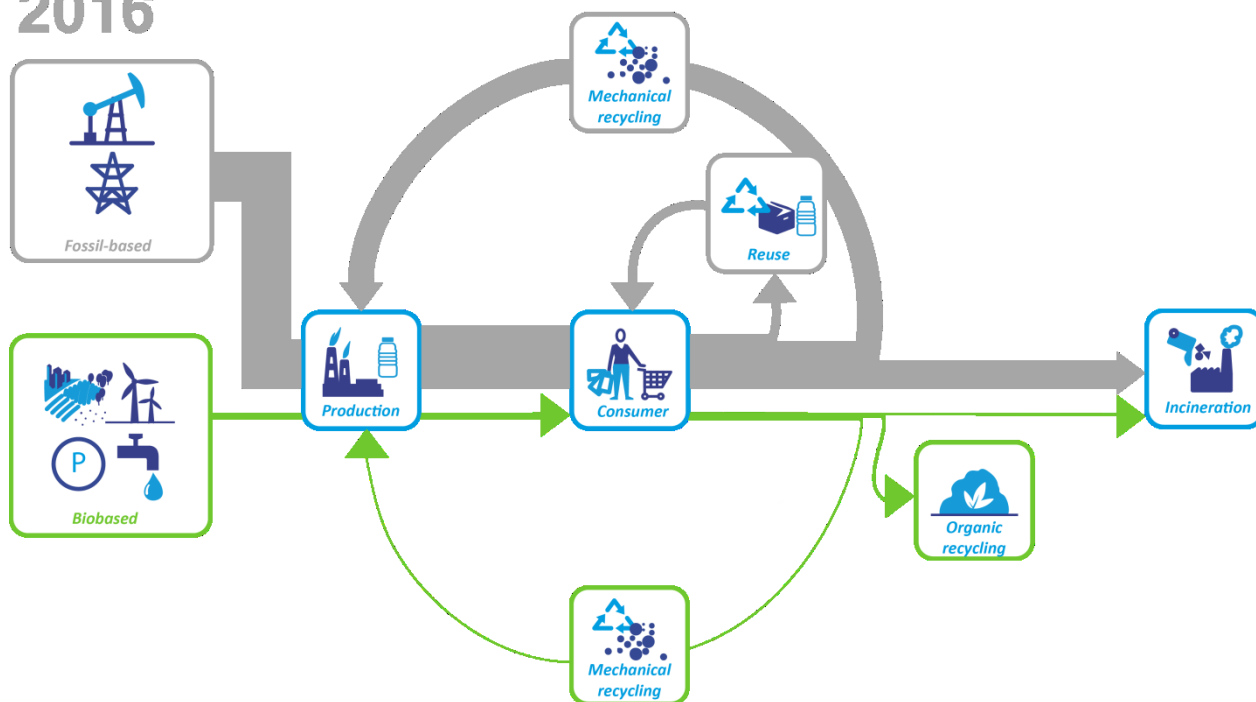 2016
Mechanical
recycling
Reuse
Fossil-based
Production
Consumer
Incineration
P
Biobased
Organic
recycling
Mechanical
recycling